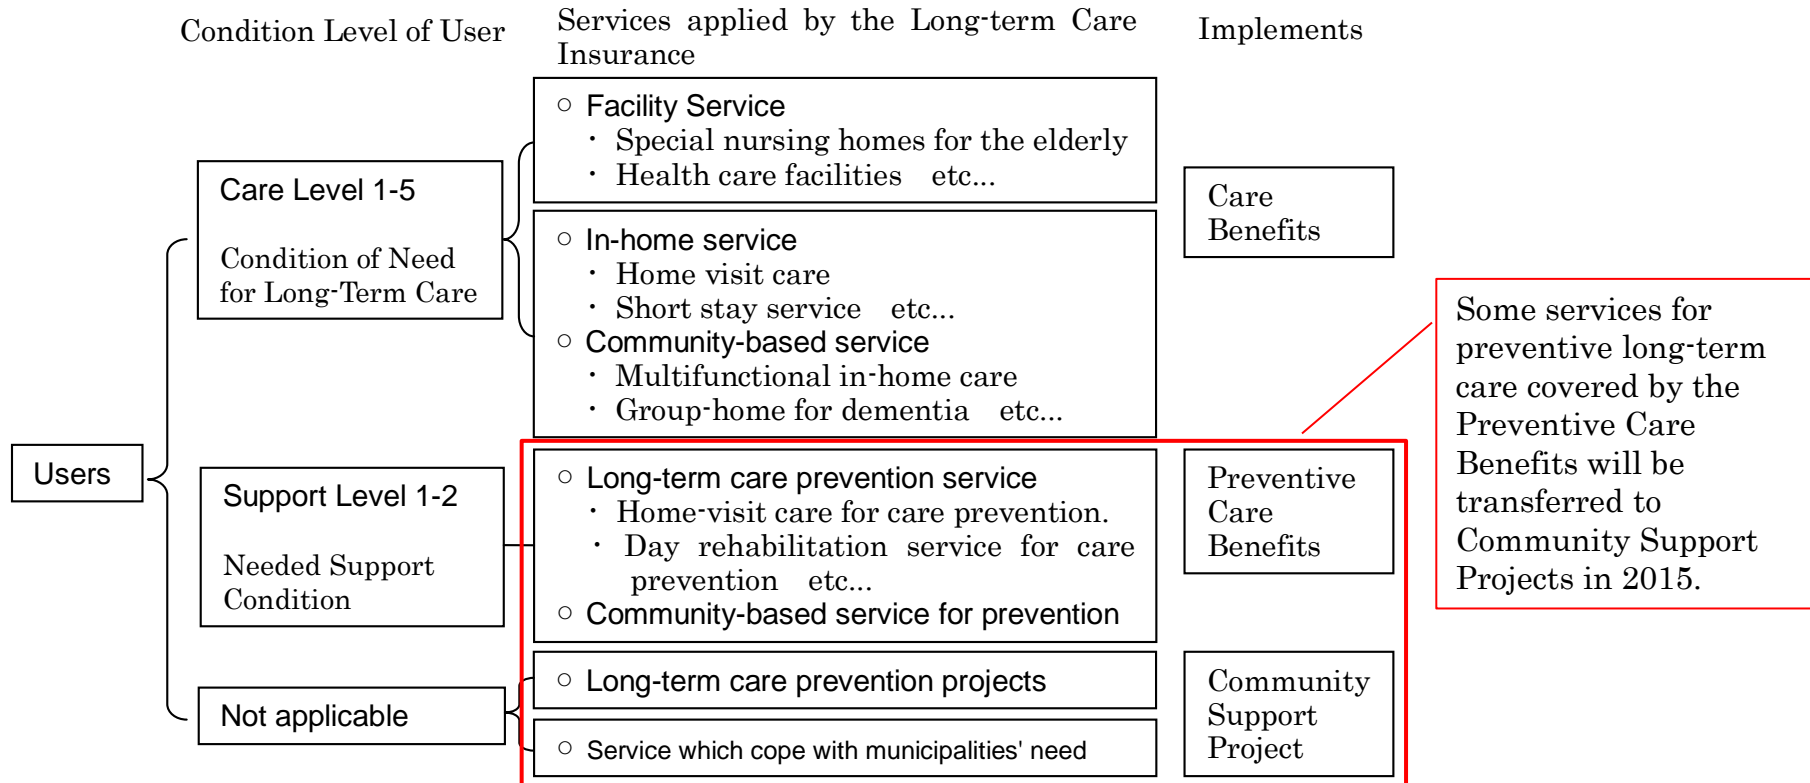 Condition Level of User
Services applied by the Long-term Care
Insurance
Implements
Users
Care Level 1-5
Condition of Need
for Long-Term Care
○ Facility Service
・ Special nursing homes for the elderly
・ Health care facilities etc...
○ In-home service
・ Home visit care
・ Short stay service etc...
○ Community-based service
・ Multifunctional in-home care
・ Group-home for dementia etc...
Care
Benefits
Support Level 1-2
Needed Support
Condition
○ Long-term care prevention service
・ Home-visit care for care prevention.
・ Day rehabilitation service for care
prevention etc...
○ Community-based service for prevention
Preventive
Care
Benefits
Not applicable
○ Long-term care prevention projects
○ Service which cope with municipalities' need
Community
Support
Project
Some services for
preventive long-term
care covered by the
Preventive Care
Benefits will be
transferred to
Community Support
Projects in 2015.